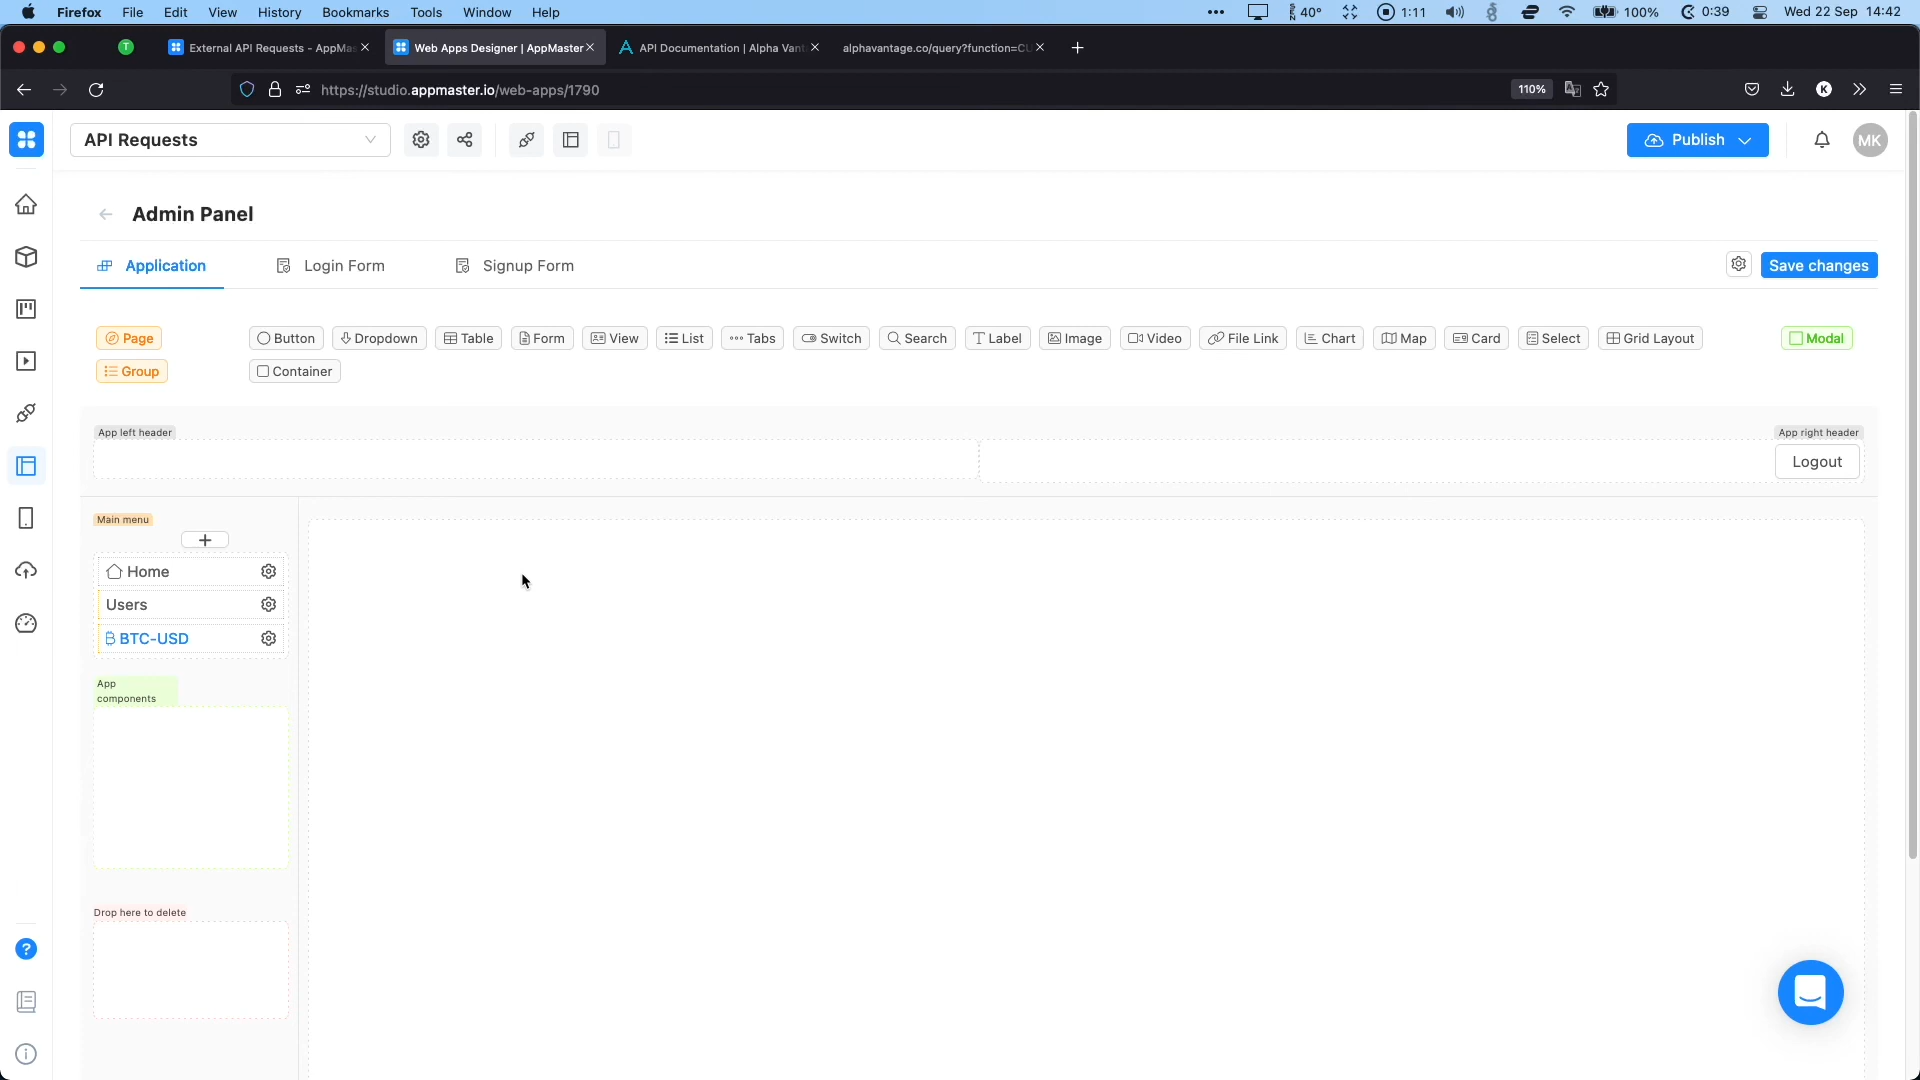 Firefox File Edit View History Bookmarks Tools Window Help
40° 1:11 100% 0:39 Wed 22 Sep 14:42
T External API Requests - AppMas Web Apps Designer | AppMaster API Documentation | Alpha Vant alphavantage.co/query?function=CU
https://studio.appmaster.io/web-apps/1790 110% K
API Requests Publish MK
Admin Panel
Application Login Form Signup Form Save changes
Page Button Dropdown Table Form View List Tabs Switch Search Label Image Video File Link Chart Map Card Select Grid Layout Modal
Group Container
App left header App right header
Logout
Main menu
+
Home
Users
BTC-USD
App
components
Drop here to delete
?